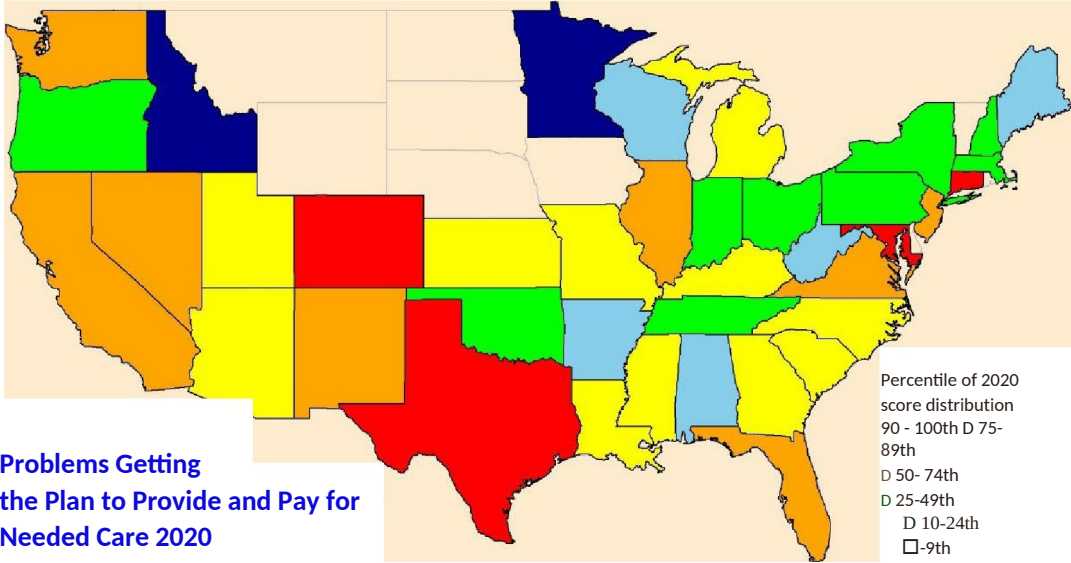 Problems Getting
the Plan to Provide and Pay for
Needed Care 2020
Percentile of 2020
score distribution
90 - 100th D 75-
89th
D 50- 74th
D 25-49th
D 10-24th
☐-9th